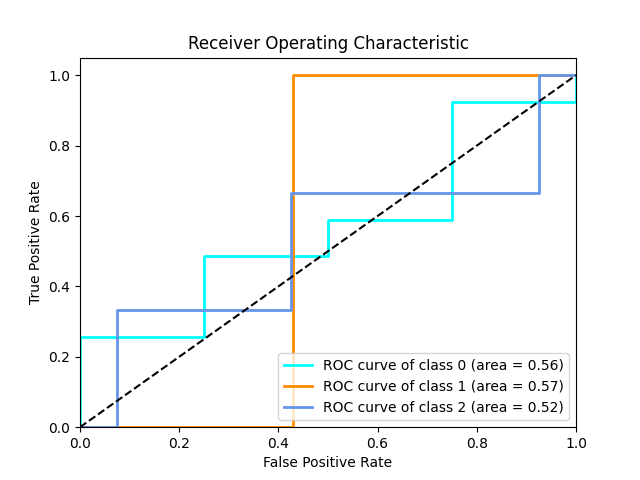 Receiver Operating Characteristic
True Positive Rate
1.0
0.8
0.6
0.4
0.2
0.0
ROC curve of class 0 (area = 0.56)
ROC curve of class 1 (area = 0.57)
ROC curve of class 2 (area = 0.52)
0.0 0.2 0.4 0.6 0.8 1.0
False Positive Rate